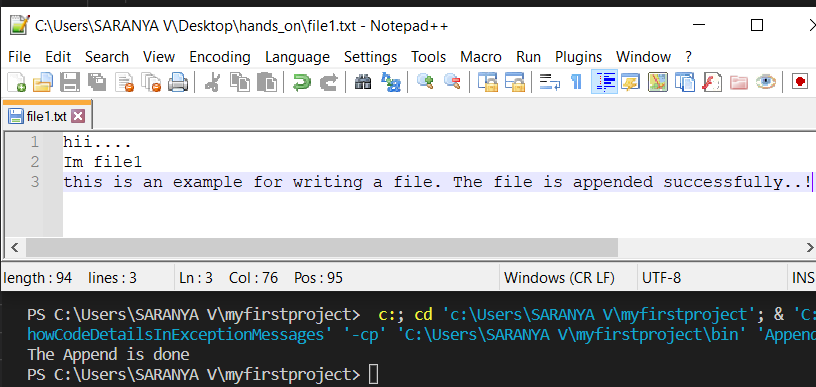 C:\Users\SARANYA V\Desktop\hands_on\file1.txt - Notepad++
File Edit Search View Encoding Language Settings Tools Macro Run Plugins Window ?
file1.txt
1 hii....
2 Im file1
3 this is an example for writing a file. The file is appended successfully..!
length : 94 lines : 3 Ln : 3 Col : 76 Pos : 95 Windows (CR LF) UTF-8 INS
PS C:\Users\SARANYA V\myfirstproject> c:; cd 'c:\Users\SARANYA V\myfirstproject'; & 'C:
howCodeDetailsInExceptionMessages' '-cp' 'C:\Users\SARANYA V\myfirstproject\bin' 'Appen
The Append is done
PS C:\Users\SARANYA V\myfirstproject>